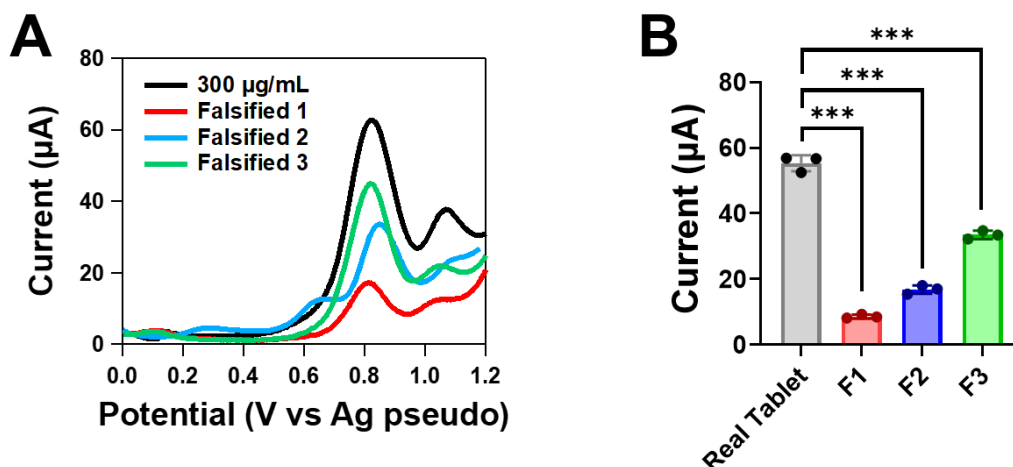 A
80
60
40
20
0
Current (µA)
300 µg/mL
Falsified 1
Falsified 2
Falsified 3
0.0 0.2 0.4 0.6 0.8 1.0 1.2
Potential (V vs Ag pseudo)
B
***
***
***
80
60
40
20
0
Current (µA)
Real Tablet
F1
F2
F3